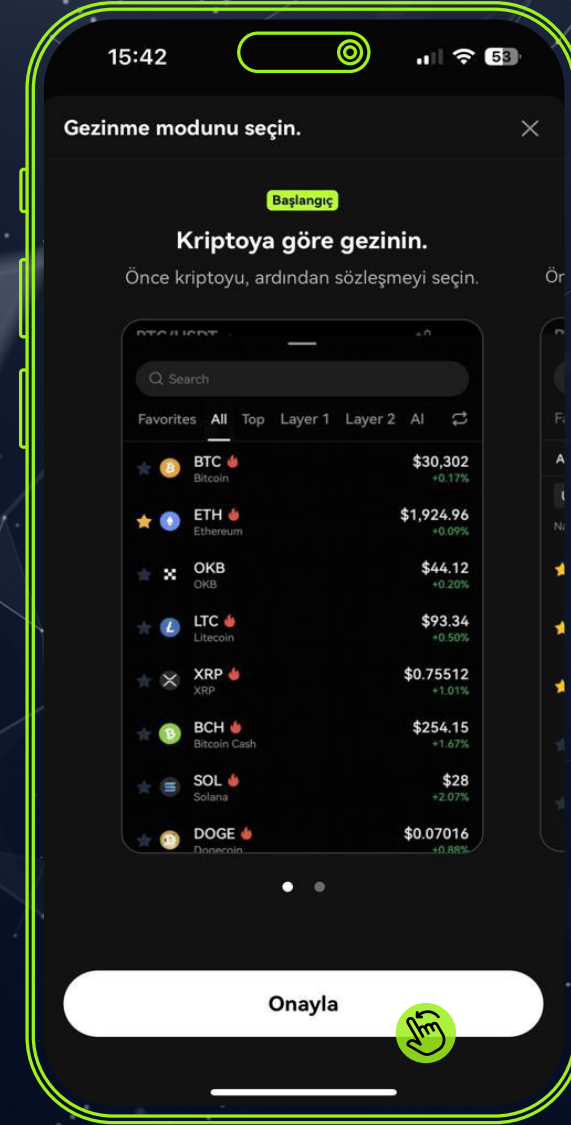 15:42
53
Gezinme modunu seçin.
Başlangıç
Kriptoya göre gezinin.
Önce kriptoyu, ardından sözleşmeyi seçin.
BTC/USDT
Search
Favorites All Top Layer 1 Layer 2 AI
BTC $30,302
Bitcoin +0.17%
ETH $1,924.96
Ethereum +0.09%
OKB $44.12
OKB +0.20%
LTC $93.34
Litecoin +0.50%
XRP $0.75512
XRP +1.01%
BCH $254.15
Bitcoin Cash +1.67%
SOL $28
Solana +2.07%
DOGE $0.07016
Dogecoin +0.88%
Onayla